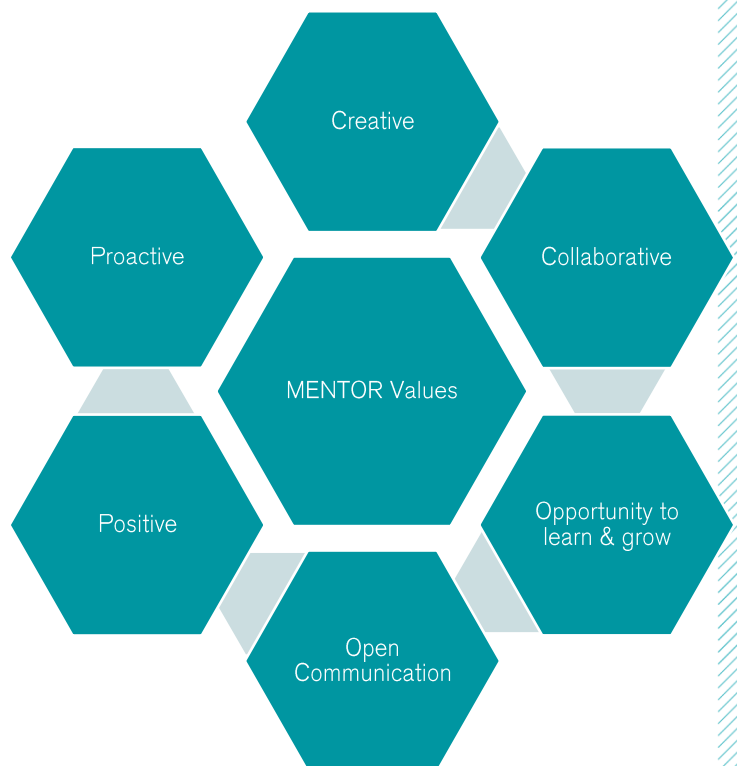 Creative
Proactive
Collaborative
MENTOR Values
Positive
Opportunity to
learn & grow
Open
Communication